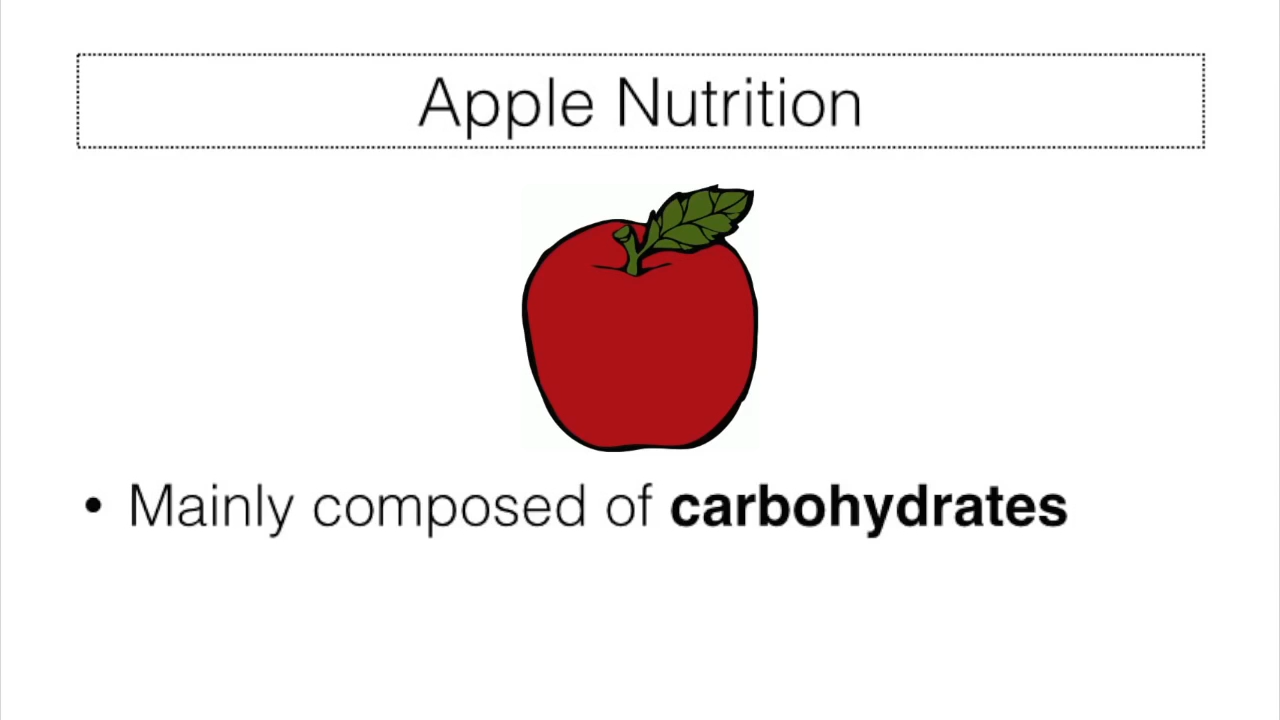 Apple Nutrition
• Mainly composed of carbohydrates